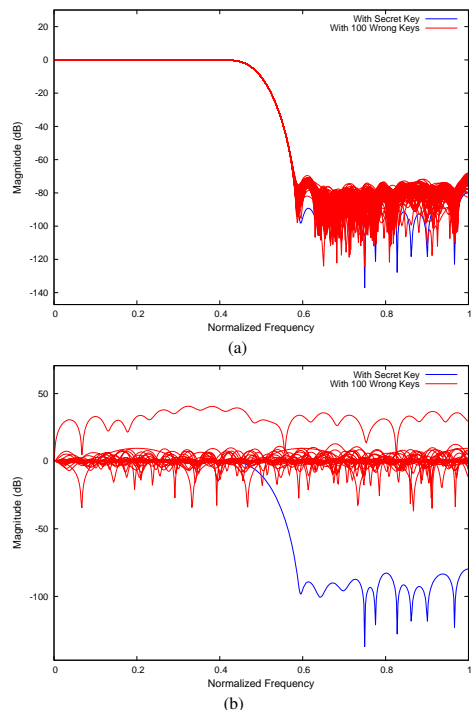 With Secret Key
With 100 Wrong Keys
20
0
-20
-40
-60
-80
-100
-120
-140
Magnitude (dB)
0
0.2
0.4
0.6
0.8
1
Normalized Frequency
(a)
With Secret Key
With 100 Wrong Keys
50
0
-50
-100
Magnitude (dB)
0
0.2
0.4
0.6
0.8
1
Normalized Frequency
(b)